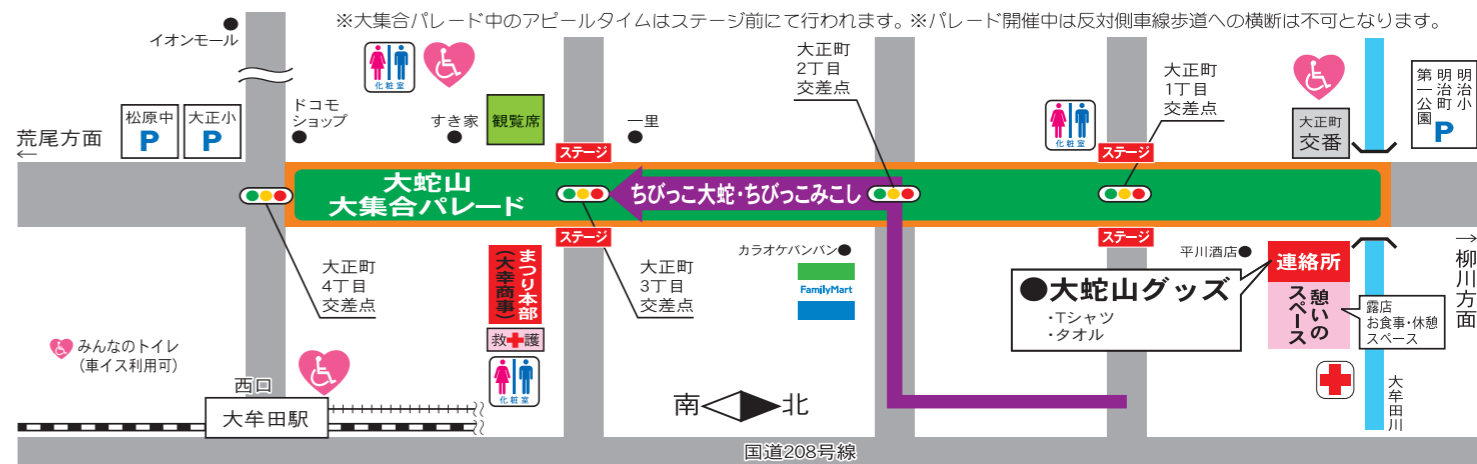 ※大集合パレード中のアピールタイムはステージ前にて行われます。※パレード開催中は反対側車線歩道への横断は不可となります。
イオンモール
化粧室
大正町
2丁目
交差点
大正町
1丁目
交差点
明治小
明治町
第一公園
P
松原中
P
大正小
P
ドコモ
ショップ
すき家
観覧席
一里
化粧室
大正町
交番
荒尾方面
←
ステージ
ステージ
大蛇山
大集合パレード
ちびっこ大蛇・ちびっこみこし
ステージ
ステージ
カラオケバンバン
平川酒店
連絡所
→
柳川方面
大正町
4丁目
交差点
まつり本部
(大幸商事)
大正町
3丁目
交差点
FamilyMart
●大蛇山グッズ
・Tシャツ
・タオル
憩いの
スペース
露店
お食事・休憩
スペース
救✚護
みんなのトイレ
(車イス利用可)
化粧室
西口
大牟田駅
南
北
大牟田川
国道208号線